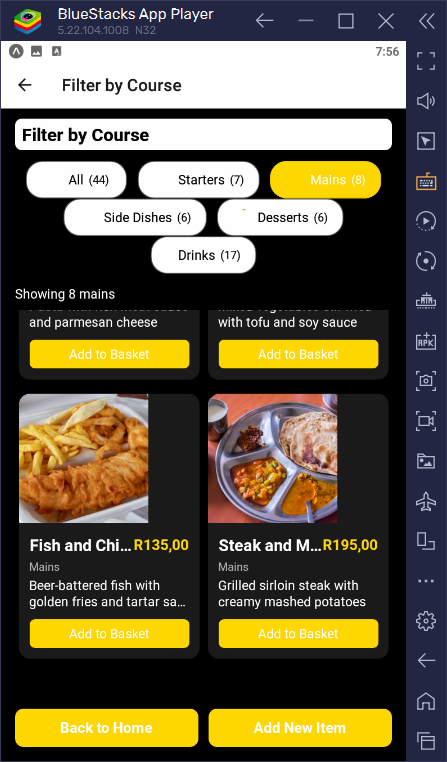 BlueStacks App Player
5.22.104.1008 N32
7:56
Filter by Course
Filter by Course
All (44)
Starters (7)
Mains (8)
Side Dishes (6)
Desserts (6)
Drinks (17)
Showing 8 mains
and parmesan cheese
with tofu and soy sauce
Add to Basket
Add to Basket
Fish and Chi... R135,00
Mains
Beer-battered fish with
golden fries and tartar sa...
Add to Basket
Steak and M... R195,00
Mains
Grilled sirloin steak with
creamy mashed potatoes
Add to Basket
Back to Home
Add New Item